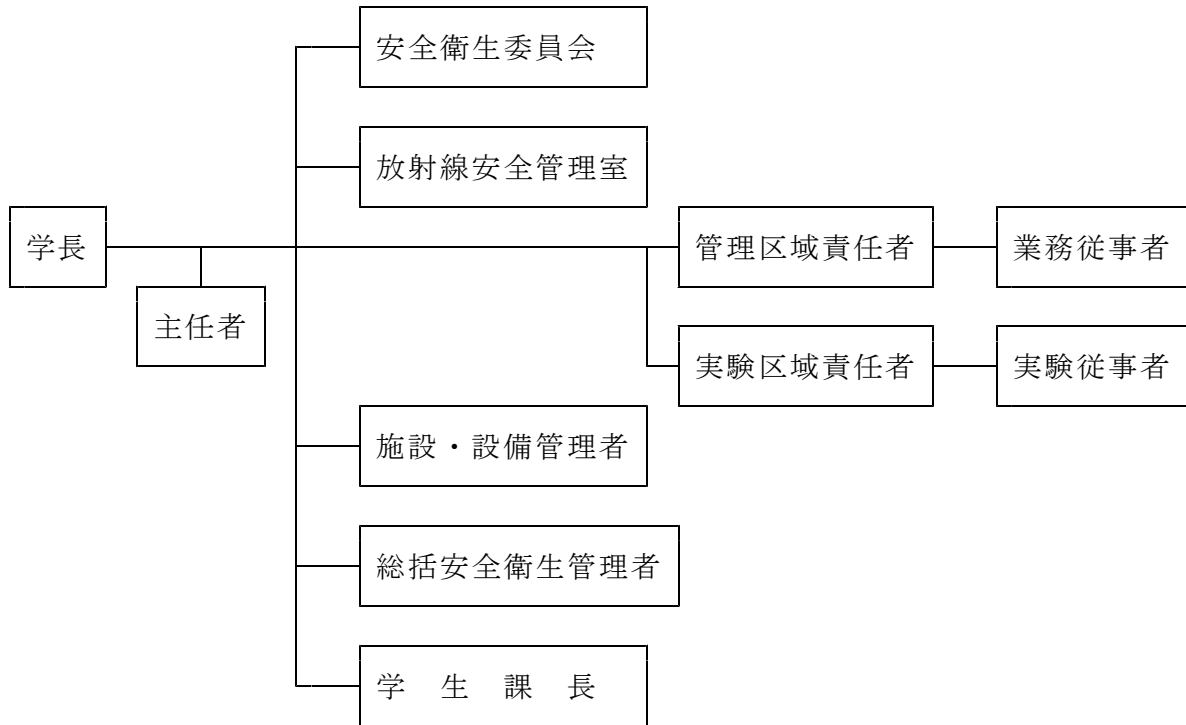 安全衛生委員会
放射線安全管理室
学長
管理区域責任者
業務従事者
主任者
実験区域責任者
実験従事者
施設・設備管理者
総括安全衛生管理者
学　生　課　長